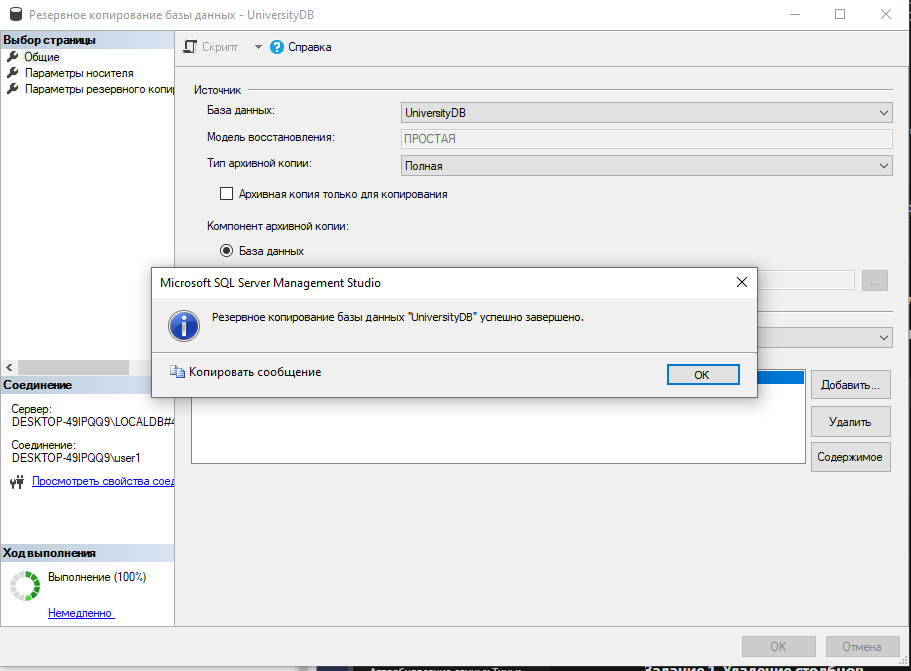 Резервное копирование базы данных - UniversityDB
Выбор страницы
Общие
Параметры носителя
Параметры резервного копи
Скрипт
Справка
Источник
База данных:
UniversityDB
Модель восстановления:
ПРОСТАЯ
Тип архивной копии:
Полная
Архивная копия только для копирования
Компонент архивной копии:
База данных
...
Microsoft SQL Server Management Studio
Резервное копирование базы данных "UniversityDB" успешно завершено.
Копировать сообщение
OK
Добавить...
Удалить
Содержимое
Соединение
Сервер:
DESKTOP-49IPQQ9\LOCALDB#4
Соединение:
DESKTOP-49IPQQ9\user1
Просмотреть свойства соед
Ход выполнения
Выполнение (100%)
Немедленно
OK
Отмена